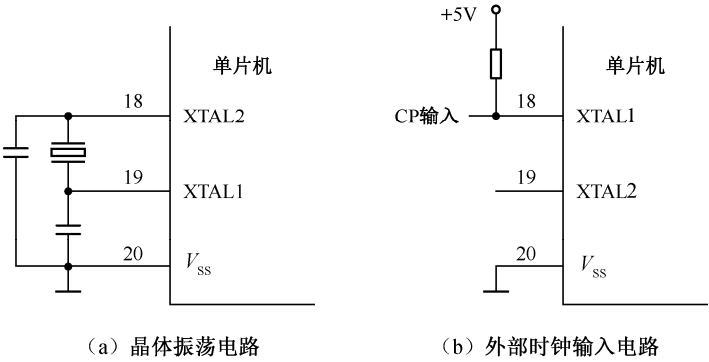 +5V
单片机
单片机
18
XTAL2
CP输入
18
XTAL1
19
XTAL1
19
XTAL2
20
VSS
20
VSS
（a）晶体振荡电路
（b）外部时钟输入电路